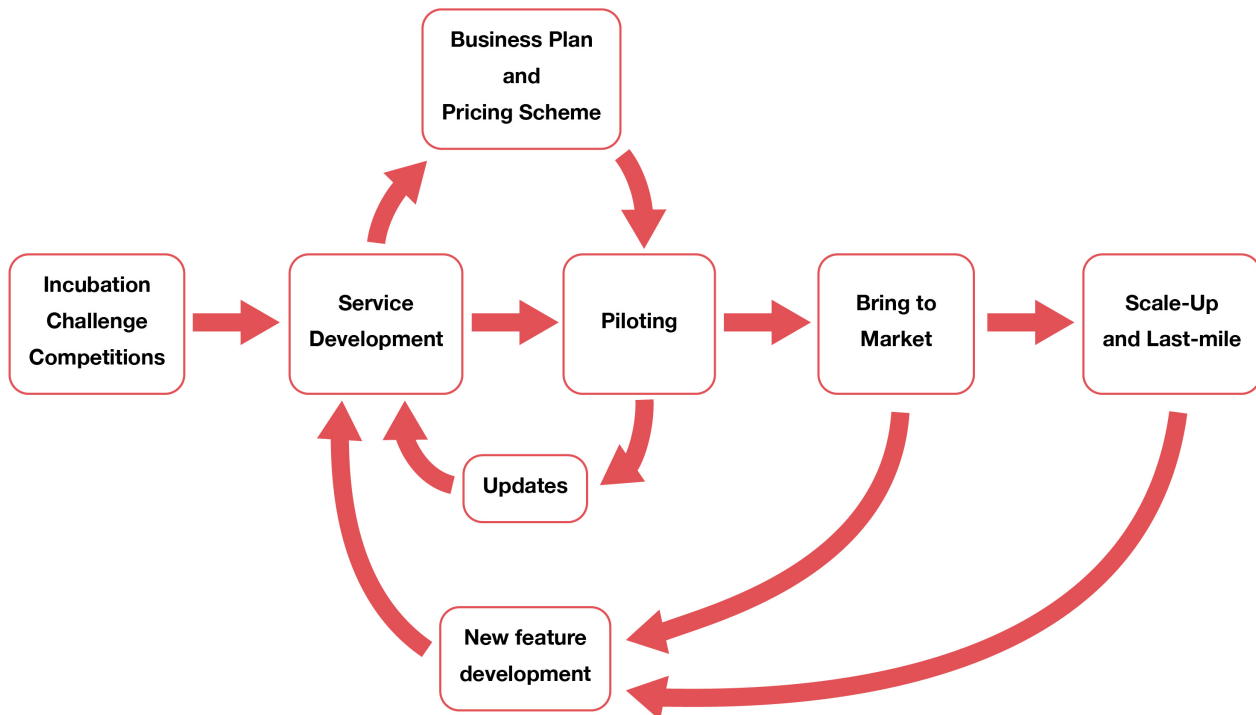 Business Plan
and
Pricing Scheme
Incubation
Challenge
Competitions
Service
Development
Piloting
Bring to
Market
Scale-Up
and Last-mile
Updates
New feature
development